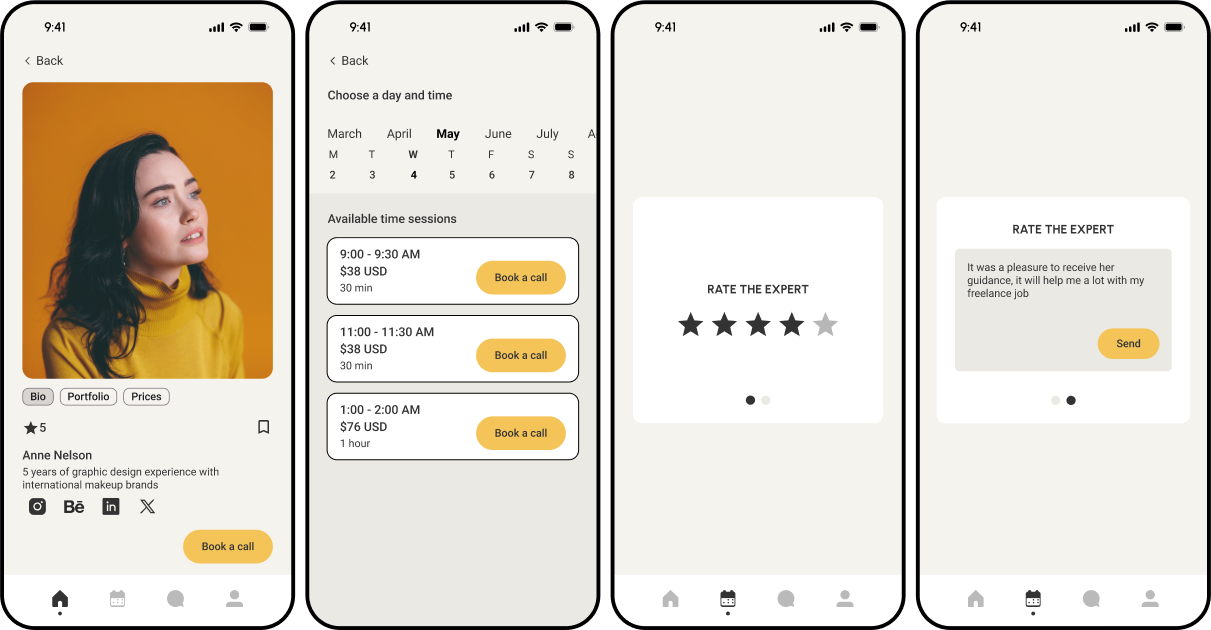 9:41
Back
Bio Portfolio Prices
5
Anne Nelson
5 years of graphic design experience with
international makeup brands
Bē in X
Book a call
9:41
Back
Choose a day and time
March April May June July A
M T W T F S S
2 3 4 5 6 7 8
Available time sessions
9:00 - 9:30 AM
$38 USD
30 min
Book a call
11:00 - 11:30 AM
$38 USD
30 min
Book a call
1:00 - 2:00 AM
$76 USD
1 hour
Book a call
9:41
RATE THE EXPERT
9:41
RATE THE EXPERT
It was a pleasure to receive her
guidance, it will help me a lot with my
freelance job
Send